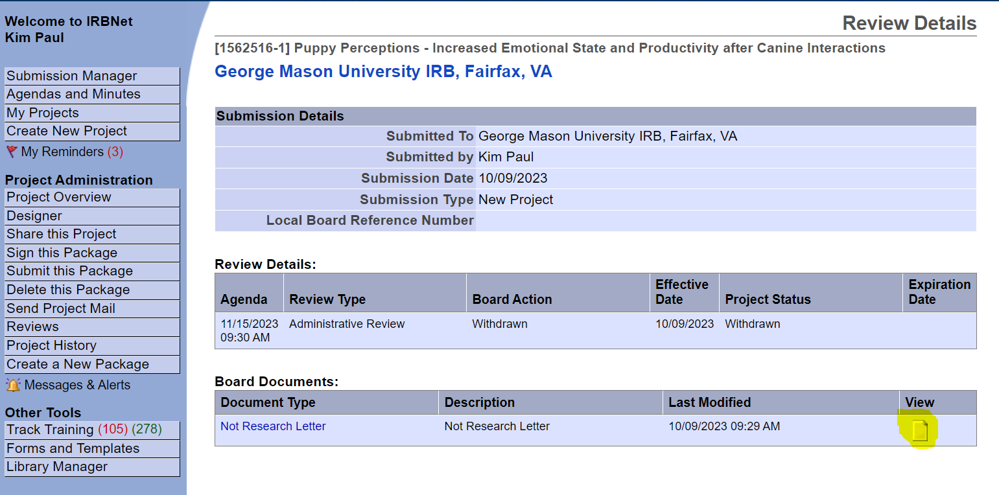 Welcome to IRBNet
Kim Paul
Submission Manager
Agendas and Minutes
My Projects
Create New Project
My Reminders (3)
Project Administration
Project Overview
Designer
Share this Project
Sign this Package
Submit this Package
Delete this Package
Send Project Mail
Reviews
Project History
Create a New Package
Messages & Alerts
Other Tools
Track Training (105) (278)
Forms and Templates
Library Manager
Review Details
[1562516-1] Puppy Perceptions - Increased Emotional State and Productivity after Canine Interactions
George Mason University IRB, Fairfax, VA
Submission Details
Submitted To George Mason University IRB, Fairfax, VA
Submitted by Kim Paul
Submission Date 10/09/2023
Submission Type New Project
Local Board Reference Number
Review Details:
Agenda Review Type Board Action Effective Date Project Status Expiration Date
11/15/2023 09:30 AM Administrative Review Withdrawn 10/09/2023 Withdrawn
Board Documents:
Document Type Description Last Modified View
Not Research Letter Not Research Letter 10/09/2023 09:29 AM